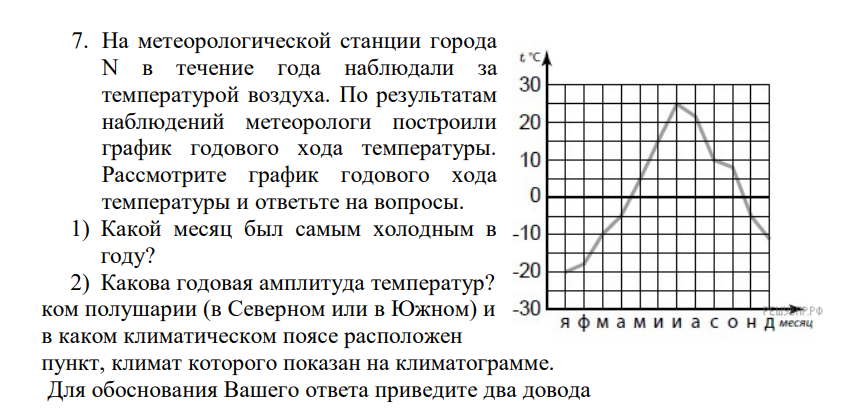 7. На метеорологической станции города
N в течение года наблюдали за
температурой воздуха. По результатам
наблюдений метеорологи построили
график годового хода температуры.
Рассмотрите график годового хода
температуры и ответьте на вопросы.
1) Какой месяц был самым холодным в
году?
2) Какова годовая амплитуда температур?
ком полушарии (в Северном или в Южном) и
в каком климатическом поясе расположен
пункт, климат которого показан на климатограмме.
Для обоснования Вашего ответа приведите два довода
t, °C
30
20
10
0
-10
-20
-30
я ф м а м и и а с о н д месяц